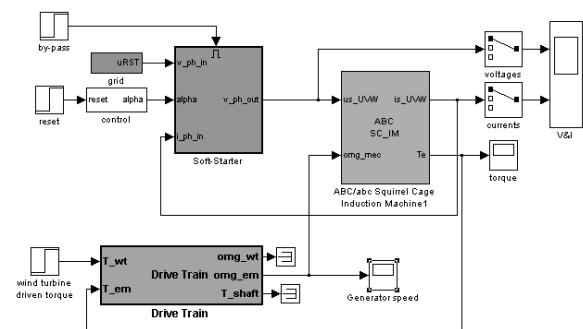 by-pass
uRST
grid
v_ph_in
reset
alpha
control
reset
alpha
v_ph_out
i_ph_in
Soft-Starter
us_UVW
is_UVW
ABC
SC_IM
omg_mec
Te
ABC/abc Squirrel Cage
Induction Machine1
voltages
currents
V&I
torque
wind turbine
driven torque
T_wt
omg_wt
Drive Train
omg_em
T_em
T_shaft
Drive Train
Generator speed